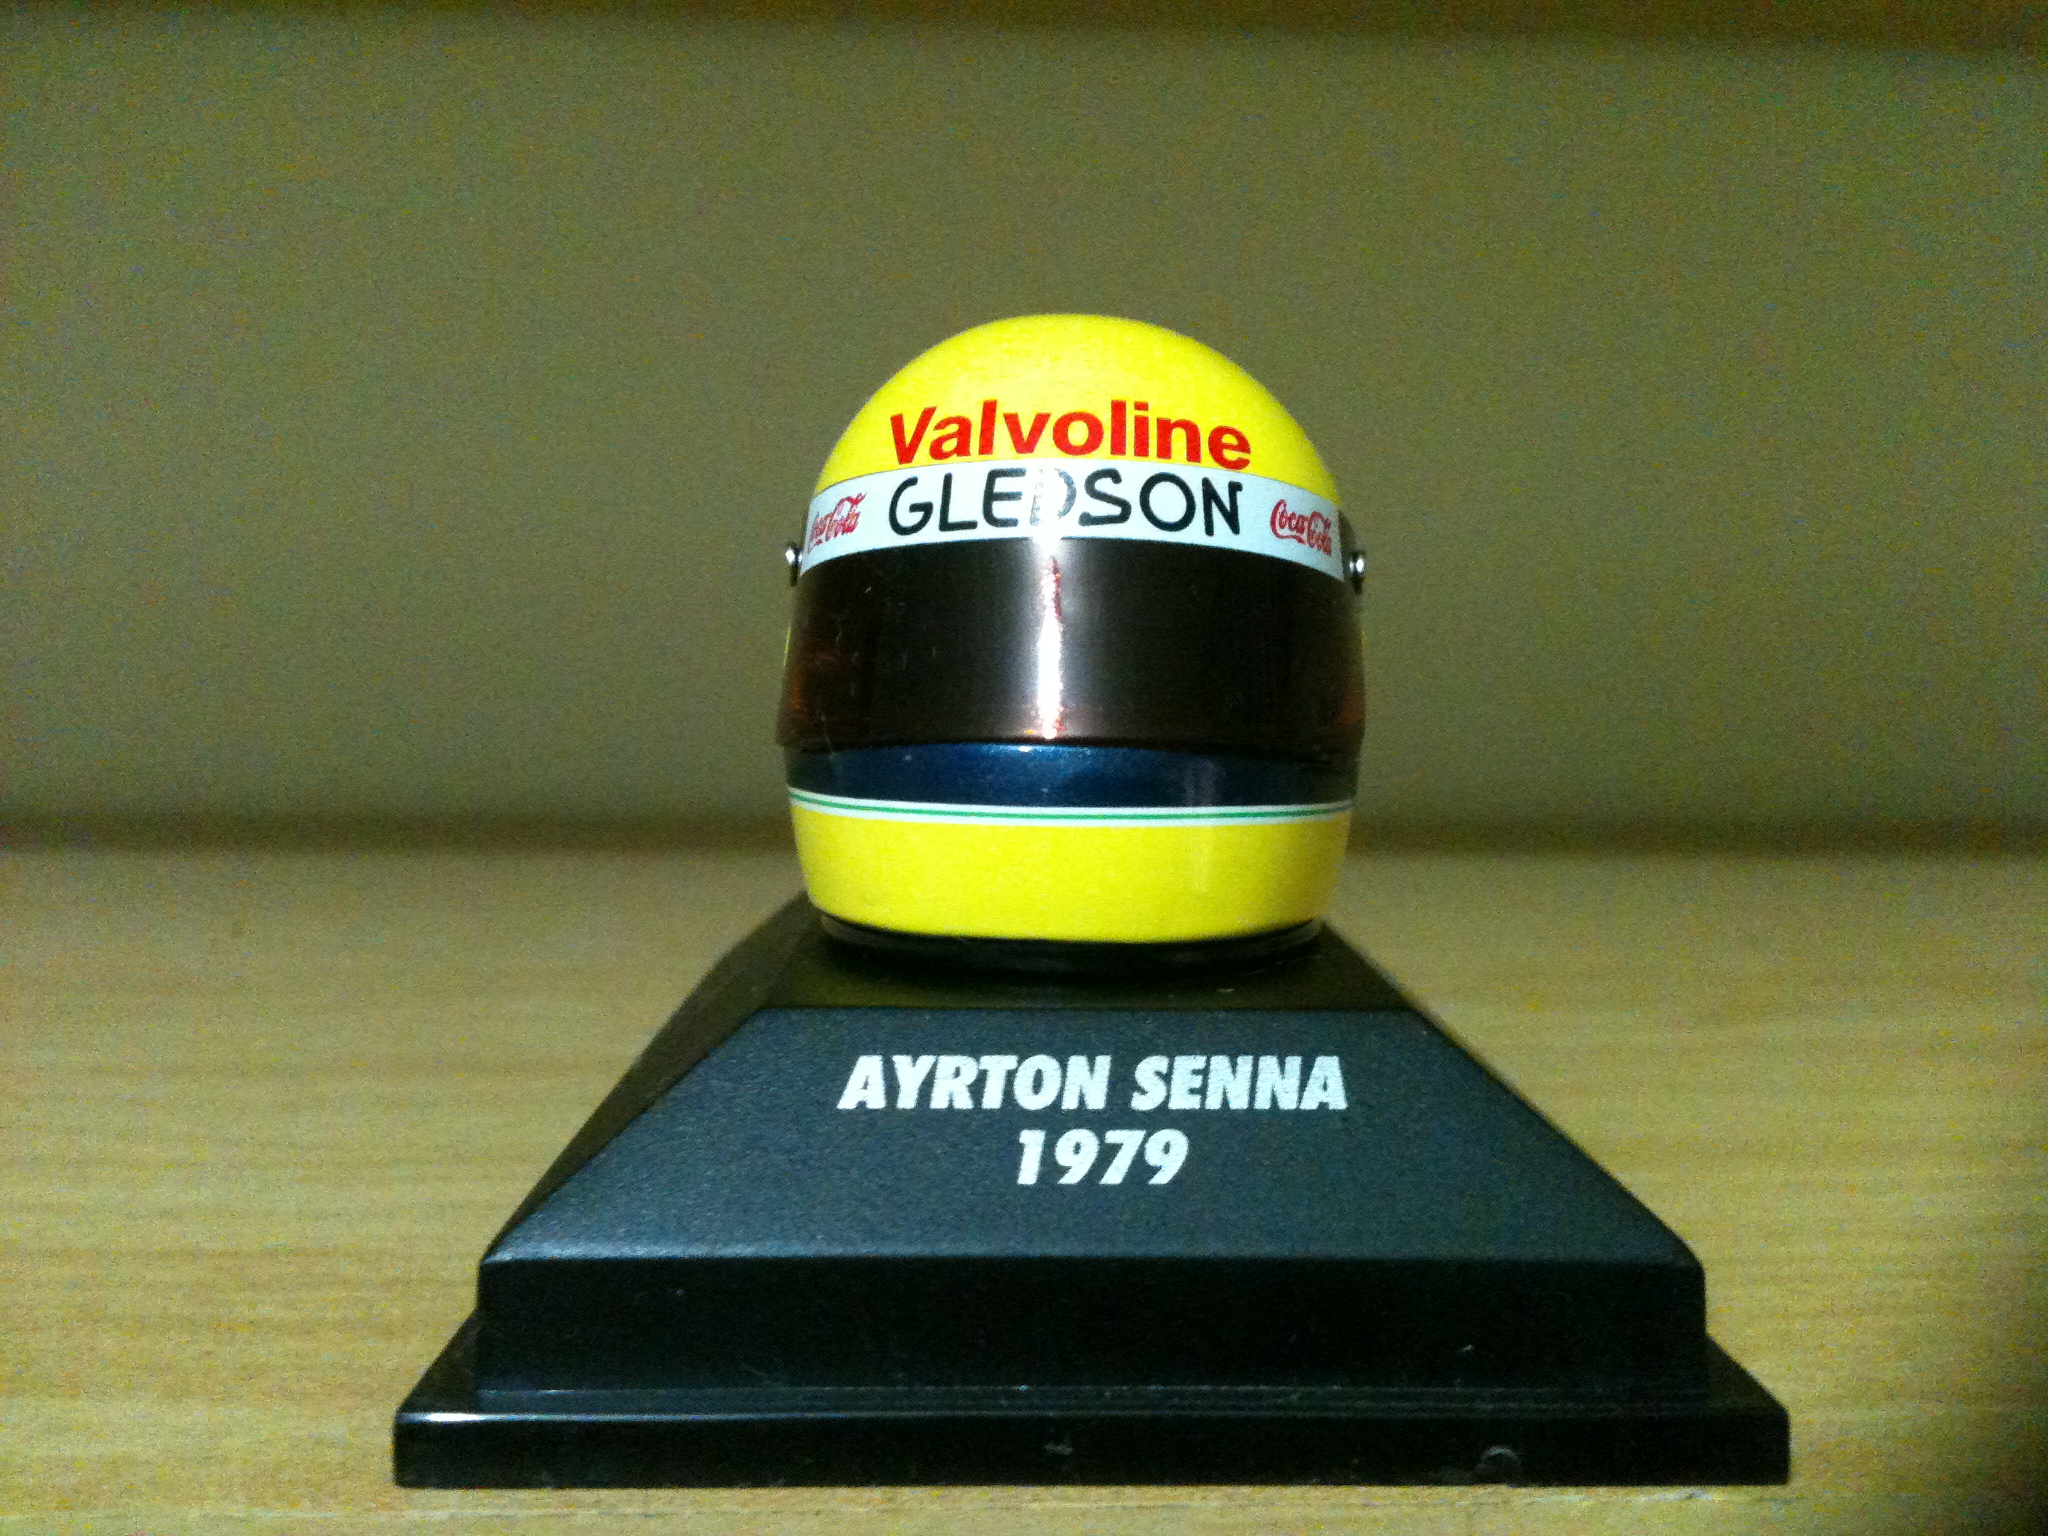 Valvoline
Coca-Cola GLEDSON Coca-Cola
AYRTON SENNA
1979